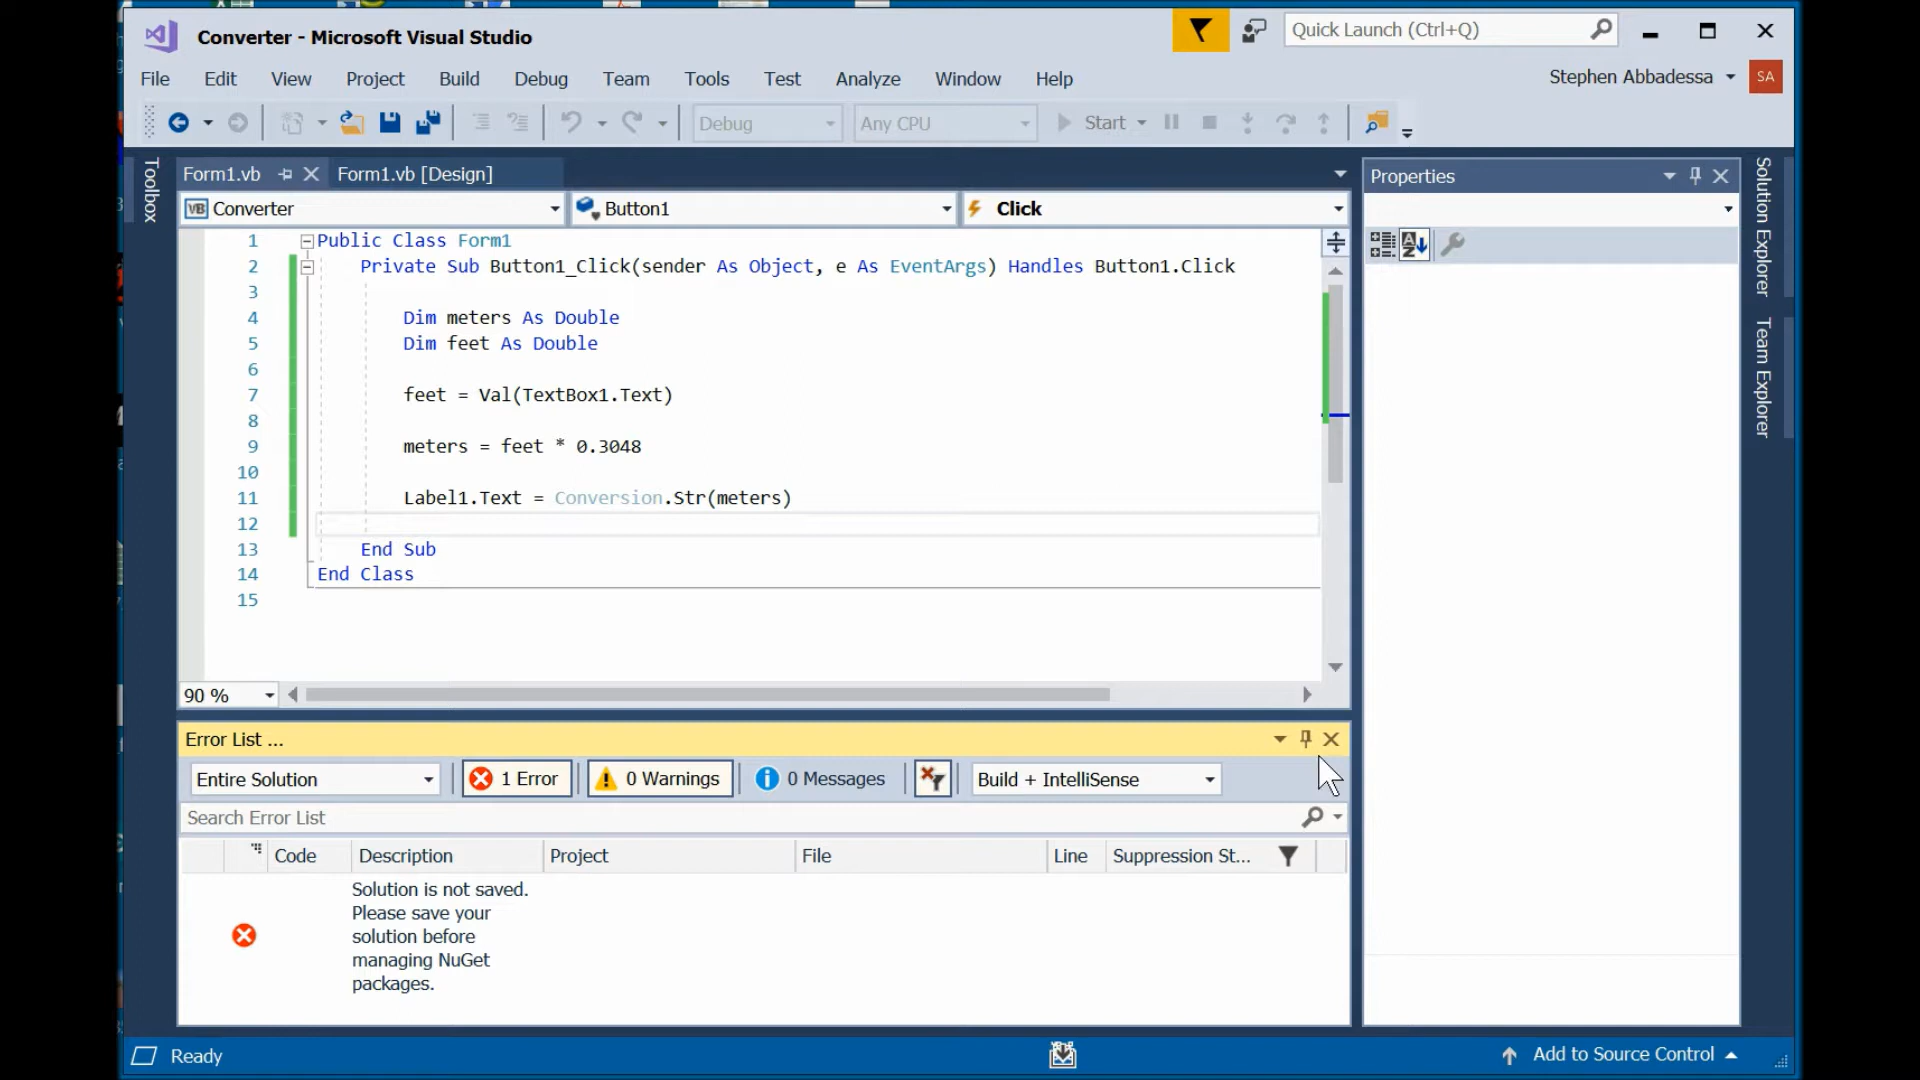 Converter - Microsoft Visual Studio
Quick Launch (Ctrl+Q)
File Edit View Project Build Debug Team Tools Test Analyze Window Help
Stephen Abbadessa SA
Debug Any CPU Start
Toolbox
Form1.vb Form1.vb [Design]
Properties
Solution Explorer
Team Explorer
VB Converter Button1 Click
1 Public Class Form1
2 Private Sub Button1_Click(sender As Object, e As EventArgs) Handles Button1.Click
3
4 Dim meters As Double
5 Dim feet As Double
6
7 feet = Val(TextBox1.Text)
8
9 meters = feet * 0.3048
10
11 Label1.Text = Conversion.Str(meters)
12
13 End Sub
14 End Class
15
90 %
Error List ...
Entire Solution 1 Error 0 Warnings 0 Messages Build + IntelliSense
Search Error List
Code Description Project File Line Suppression St...
Solution is not saved.
Please save your
solution before
managing NuGet
packages.
Ready
Add to Source Control